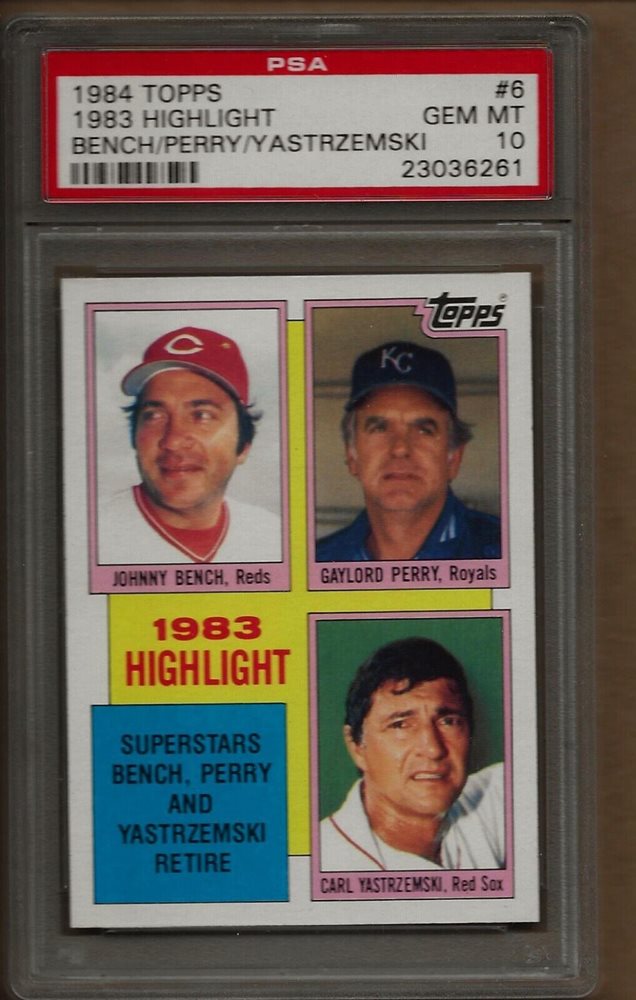 PSA
1984 TOPPS #6
1983 HIGHLIGHT GEM MT
BENCH/PERRY/YASTRZEMSKI 10
23036261
Topps®
C
KC
JOHNNY BENCH, Reds
GAYLORD PERRY, Royals
1983
HIGHLIGHT
SUPERSTARS
BENCH, PERRY
AND
YASTRZEMSKI
RETIRE
CARL YASTRZEMSKI, Red Sox